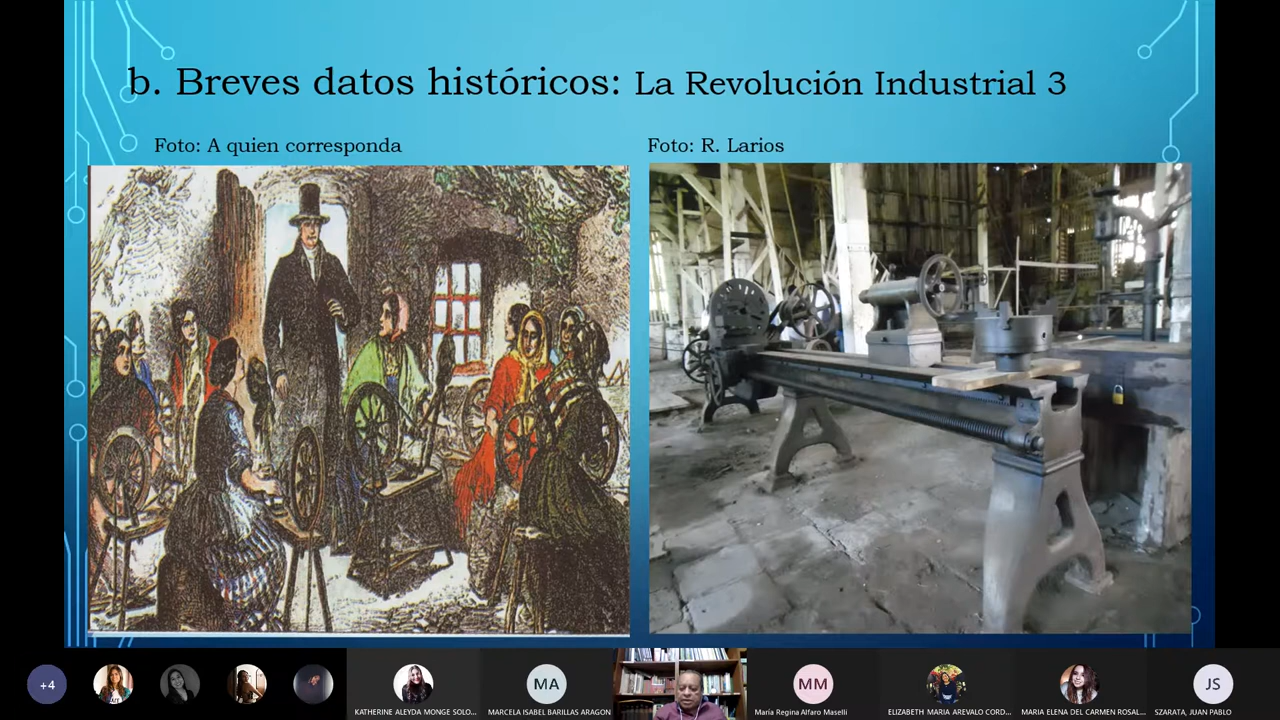 b. Breves datos históricos: La Revolución Industrial 3
Foto: A quien corresponda
Foto: R. Larios
+4
KATHERINE ALEYDA MONGE SOLO...
MA
MARCELA ISABEL BARILLAS ARAGON
MM
María Regina Alfaro Maselli
ELIZABETH MARIA AREVALO CORD...
MARIA ELENA DEL CARMEN ROSAL...
JS
SZARATA, JUAN PABLO